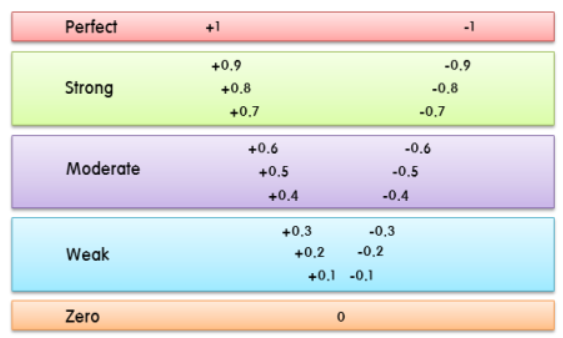 Perfect +1 -1
+0.9 -0.9
Strong +0.8 -0.8
+0.7 -0.7
+0.6 -0.6
Moderate +0.5 -0.5
+0.4 -0.4
+0.3 -0.3
Weak +0.2 -0.2
+0.1 -0.1
Zero 0